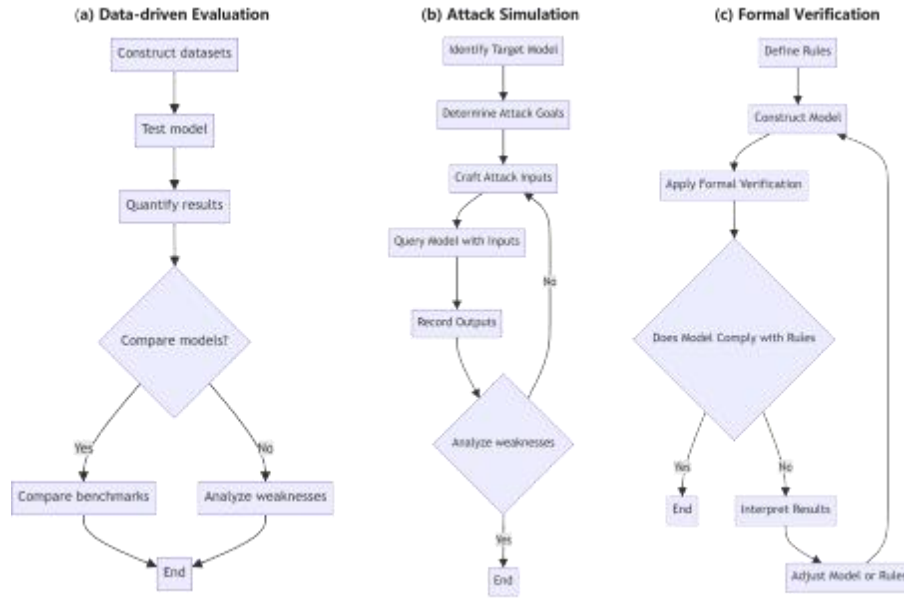 (a) Data-driven Evaluation
Construct datasets
Test model
Quantify results
Compare models?
Yes
No
Compare benchmarks
Analyze weaknesses
End
(b) Attack Simulation
Identify Target Model
Determine Attack Goals
Craft Attack Inputs
Query Model with Inputs
No
Record Outputs
Analyze weaknesses
Yes
End
(c) Formal Verification
Define Rules
Construct Model
Apply Formal Verification
Does Model Comply with Rules
Yes
No
End
Interpret Results
Adjust Model or Rules